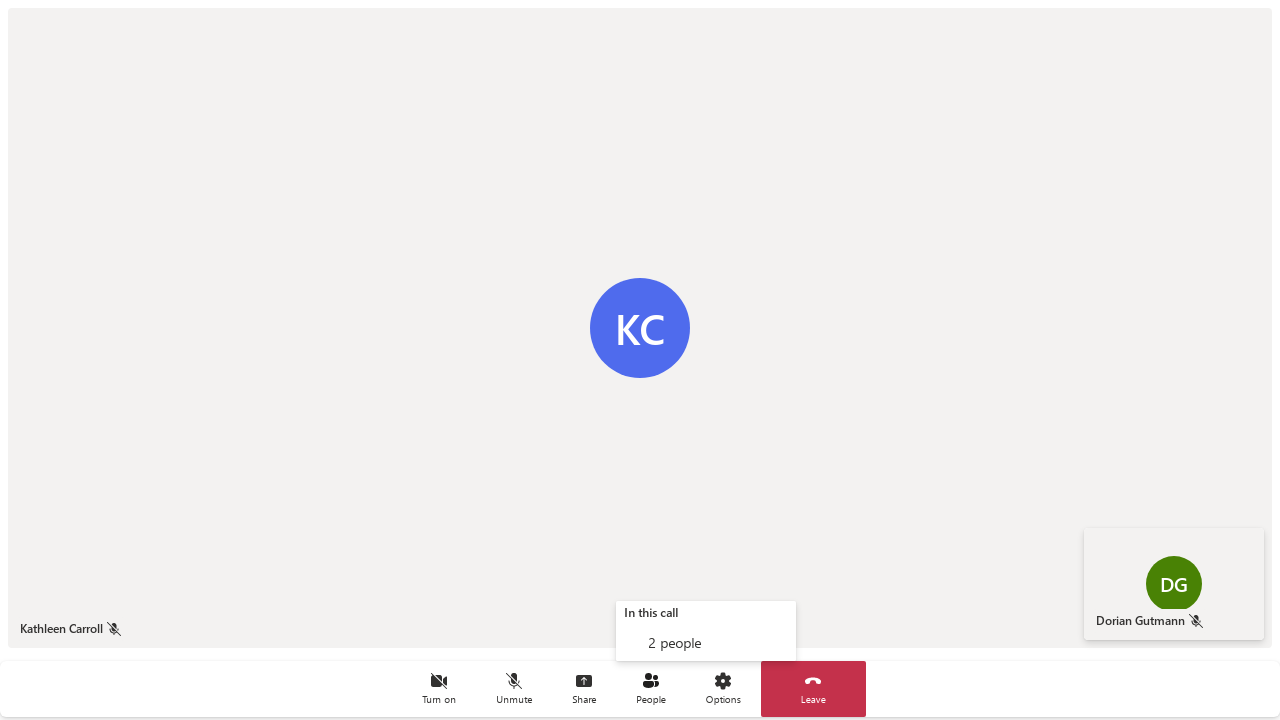 KC
DG
Kathleen Carroll
Dorian Gutmann
In this call
2 people
Turn on
Unmute
Share
People
Options
Leave